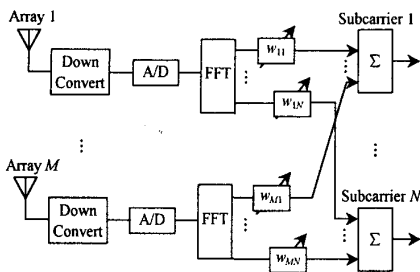 Array 1
Down Convert
A/D
FFT
w11
w1N
Subcarrier 1
Σ
Array M
Down Convert
A/D
FFT
wM1
wMN
Subcarrier N
Σ